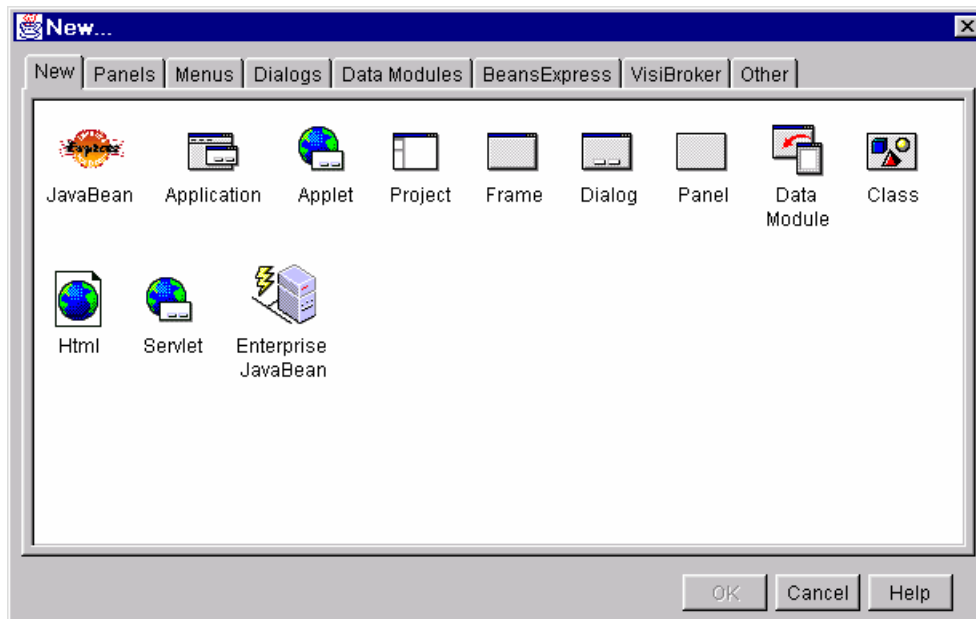 New...
New Panels Menus Dialogs Data Modules BeansExpress VisiBroker Other
Express
JavaBean Application Applet Project Frame Dialog Panel Data Module Class
Html Servlet Enterprise JavaBean
OK Cancel Help